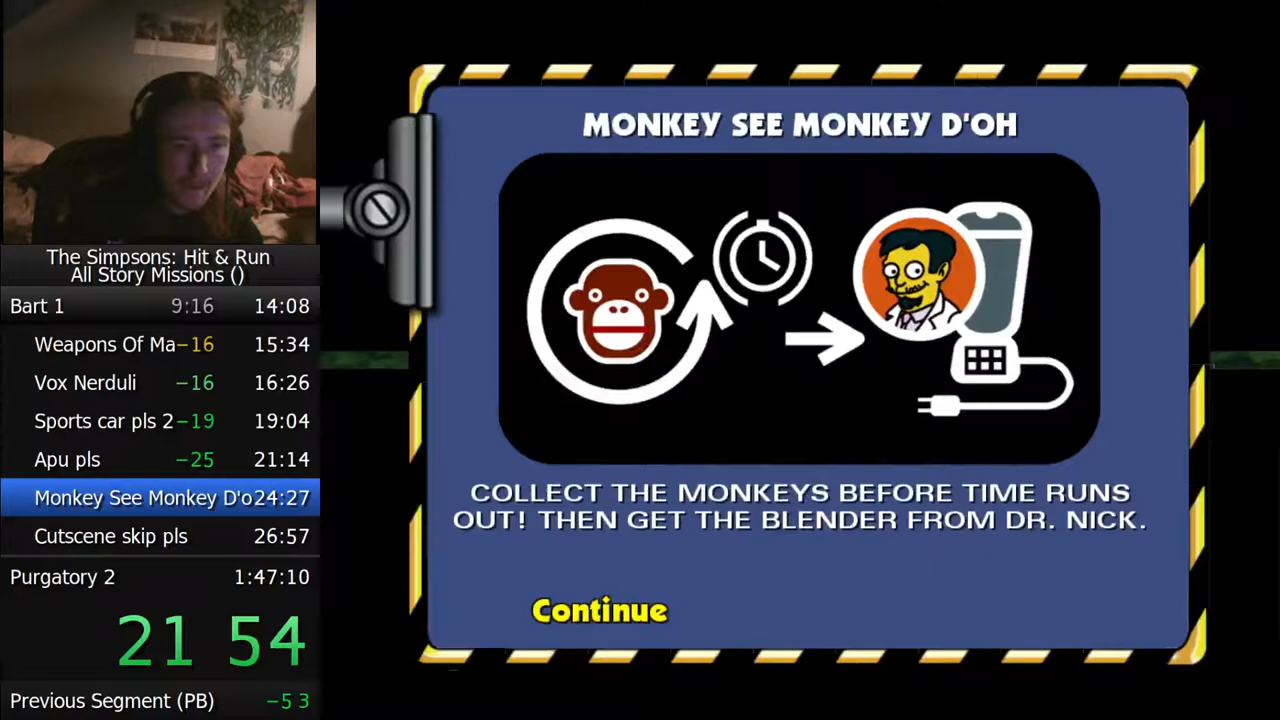 The Simpsons: Hit & Run
All Story Missions ()
Bart 1 9:16 14:08
Weapons Of Ma −16 15:34
Vox Nerduli −16 16:26
Sports car pls 2 −19 19:04
Apu pls −25 21:14
Monkey See Monkey D'o 24:27
Cutscene skip pls 26:57
Purgatory 2 1:47:10
21 54
Previous Segment (PB) −5 3
MONKEY SEE MONKEY D'OH
COLLECT THE MONKEYS BEFORE TIME RUNS
OUT! THEN GET THE BLENDER FROM DR. NICK.
Continue